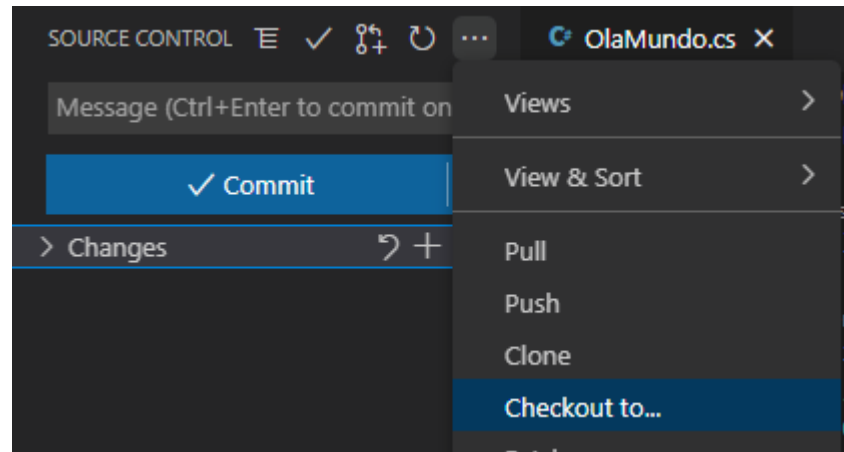 SOURCE CONTROL
OlaMundo.cs
Message (Ctrl+Enter to commit on
Commit
Changes
Views
View & Sort
Pull
Push
Clone
Checkout to...